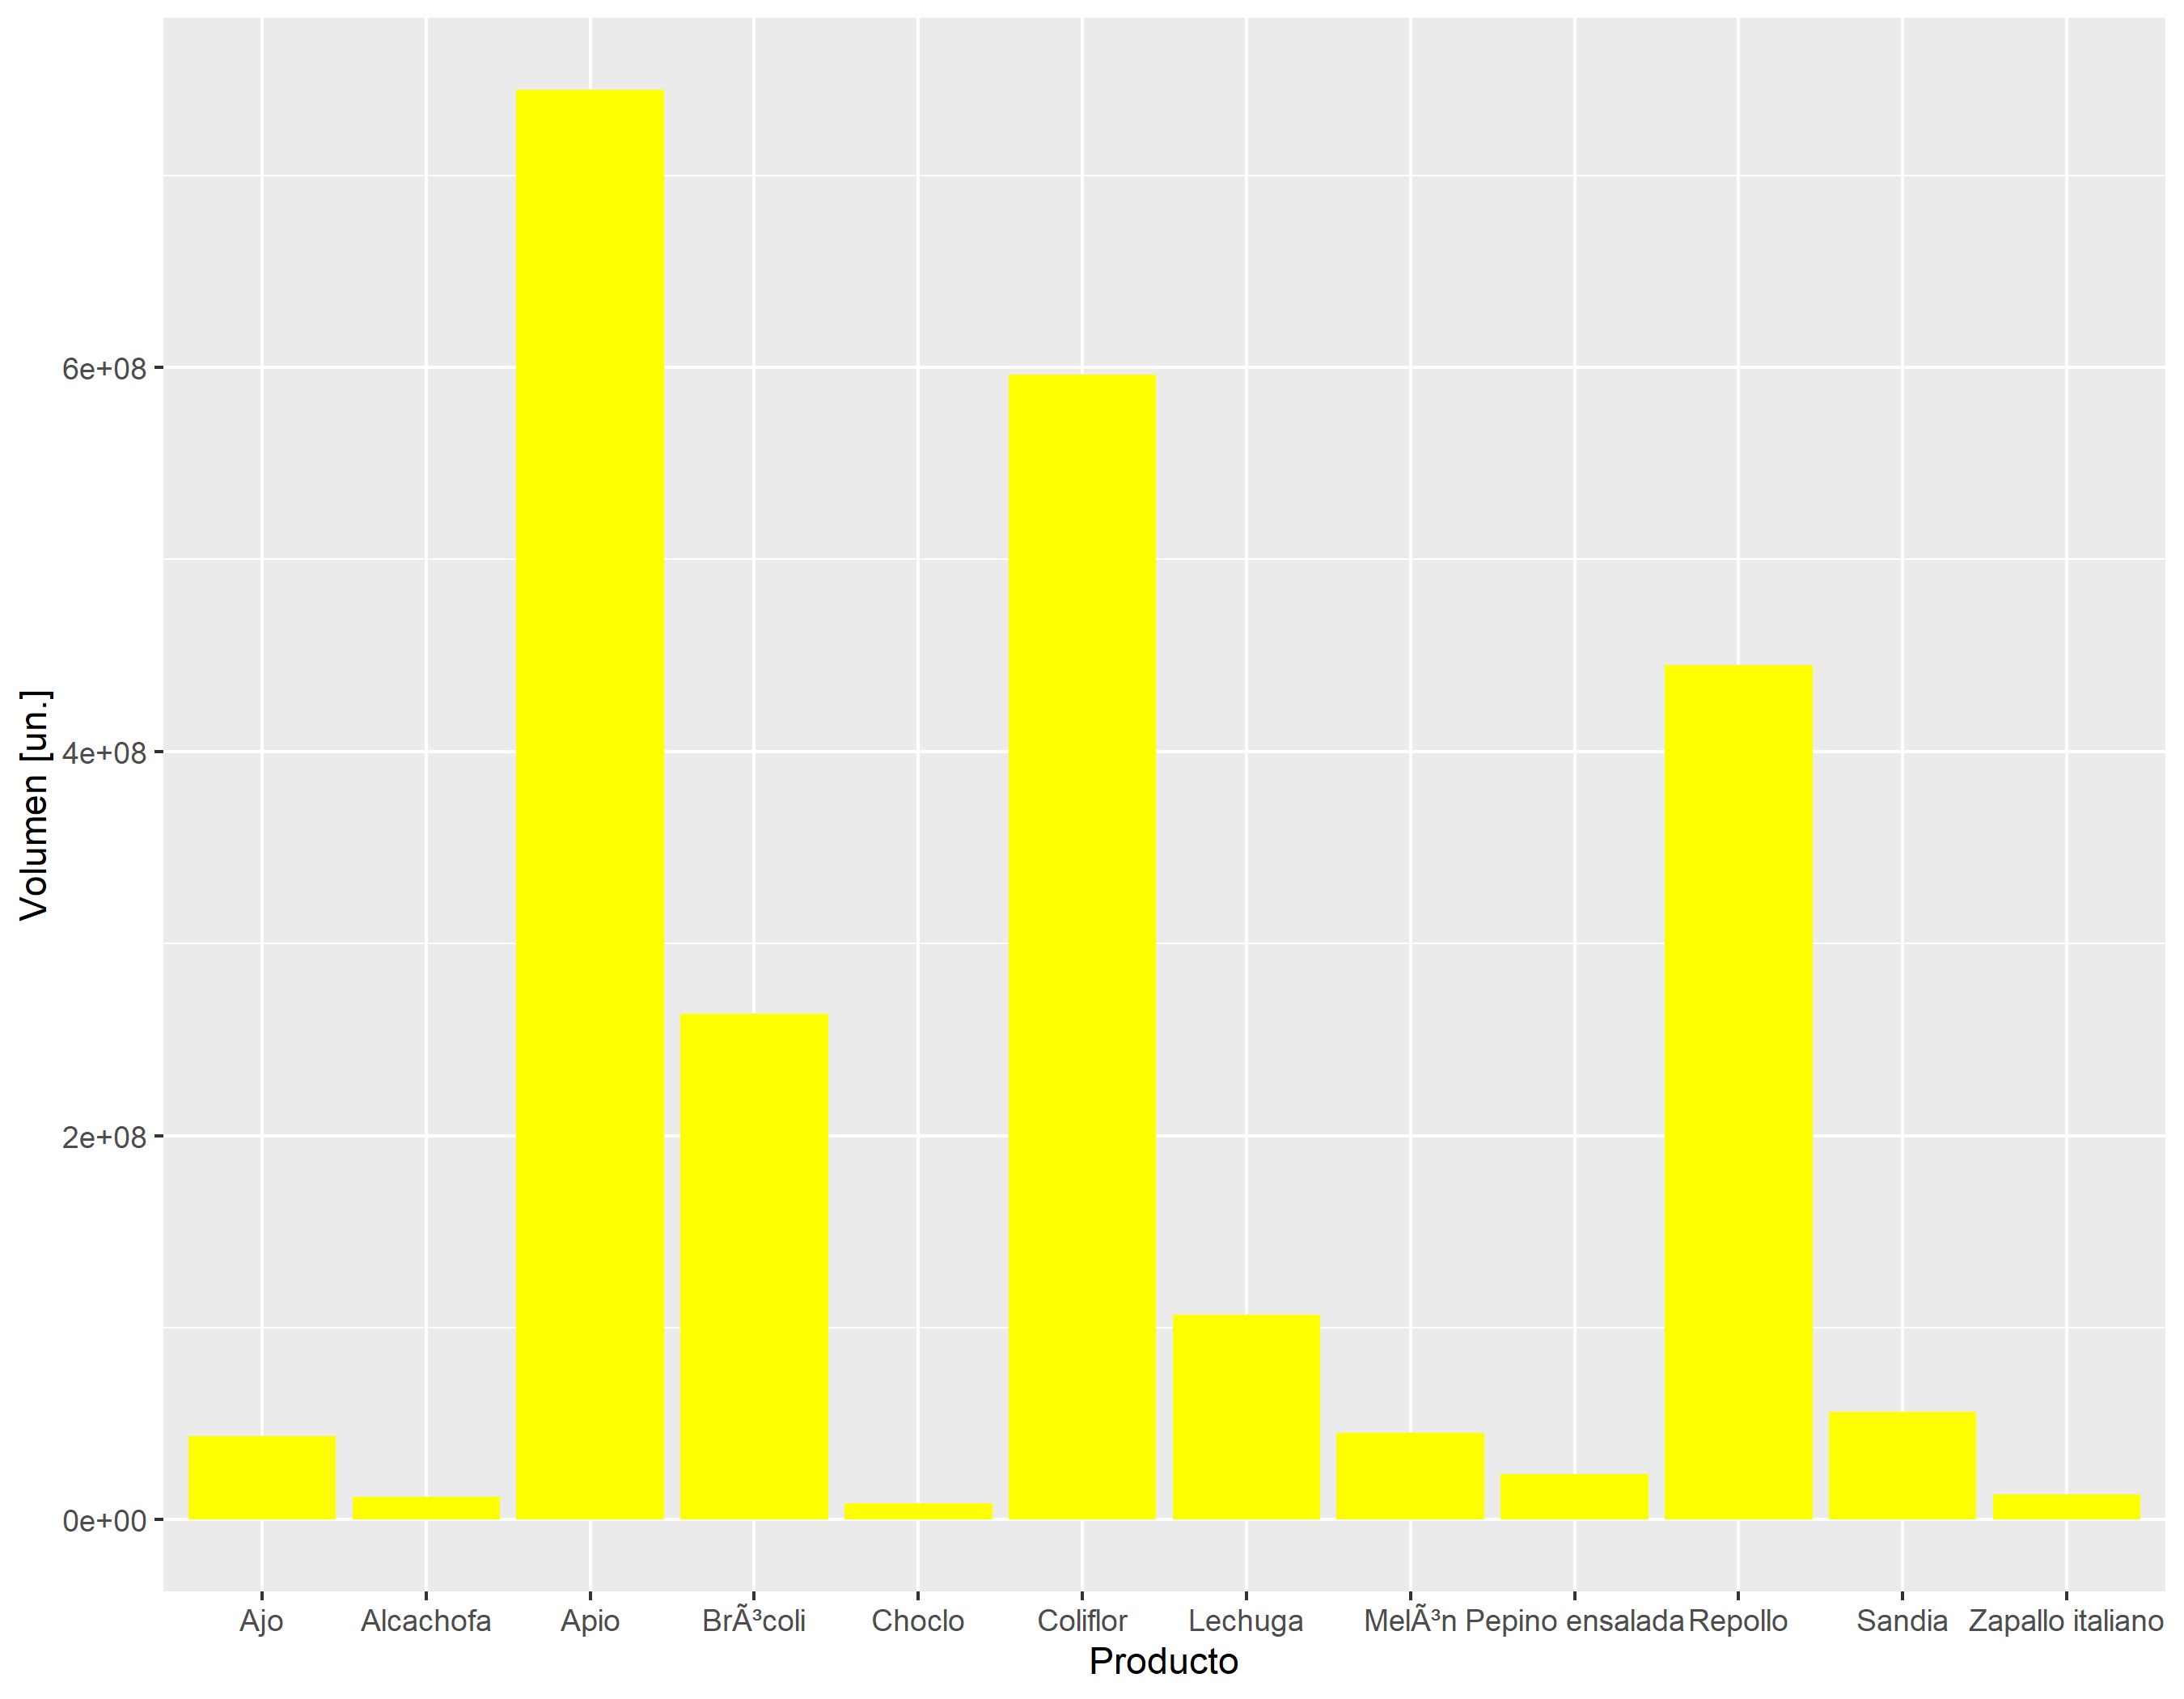 Volumen [un.]
6e+08
4e+08
2e+08
0e+00
Ajo Alcachofa Apio BrÃ³coli Choclo Coliflor Lechuga MelÃ³n Pepino ensalada Repollo Sandia Zapallo italiano
Producto